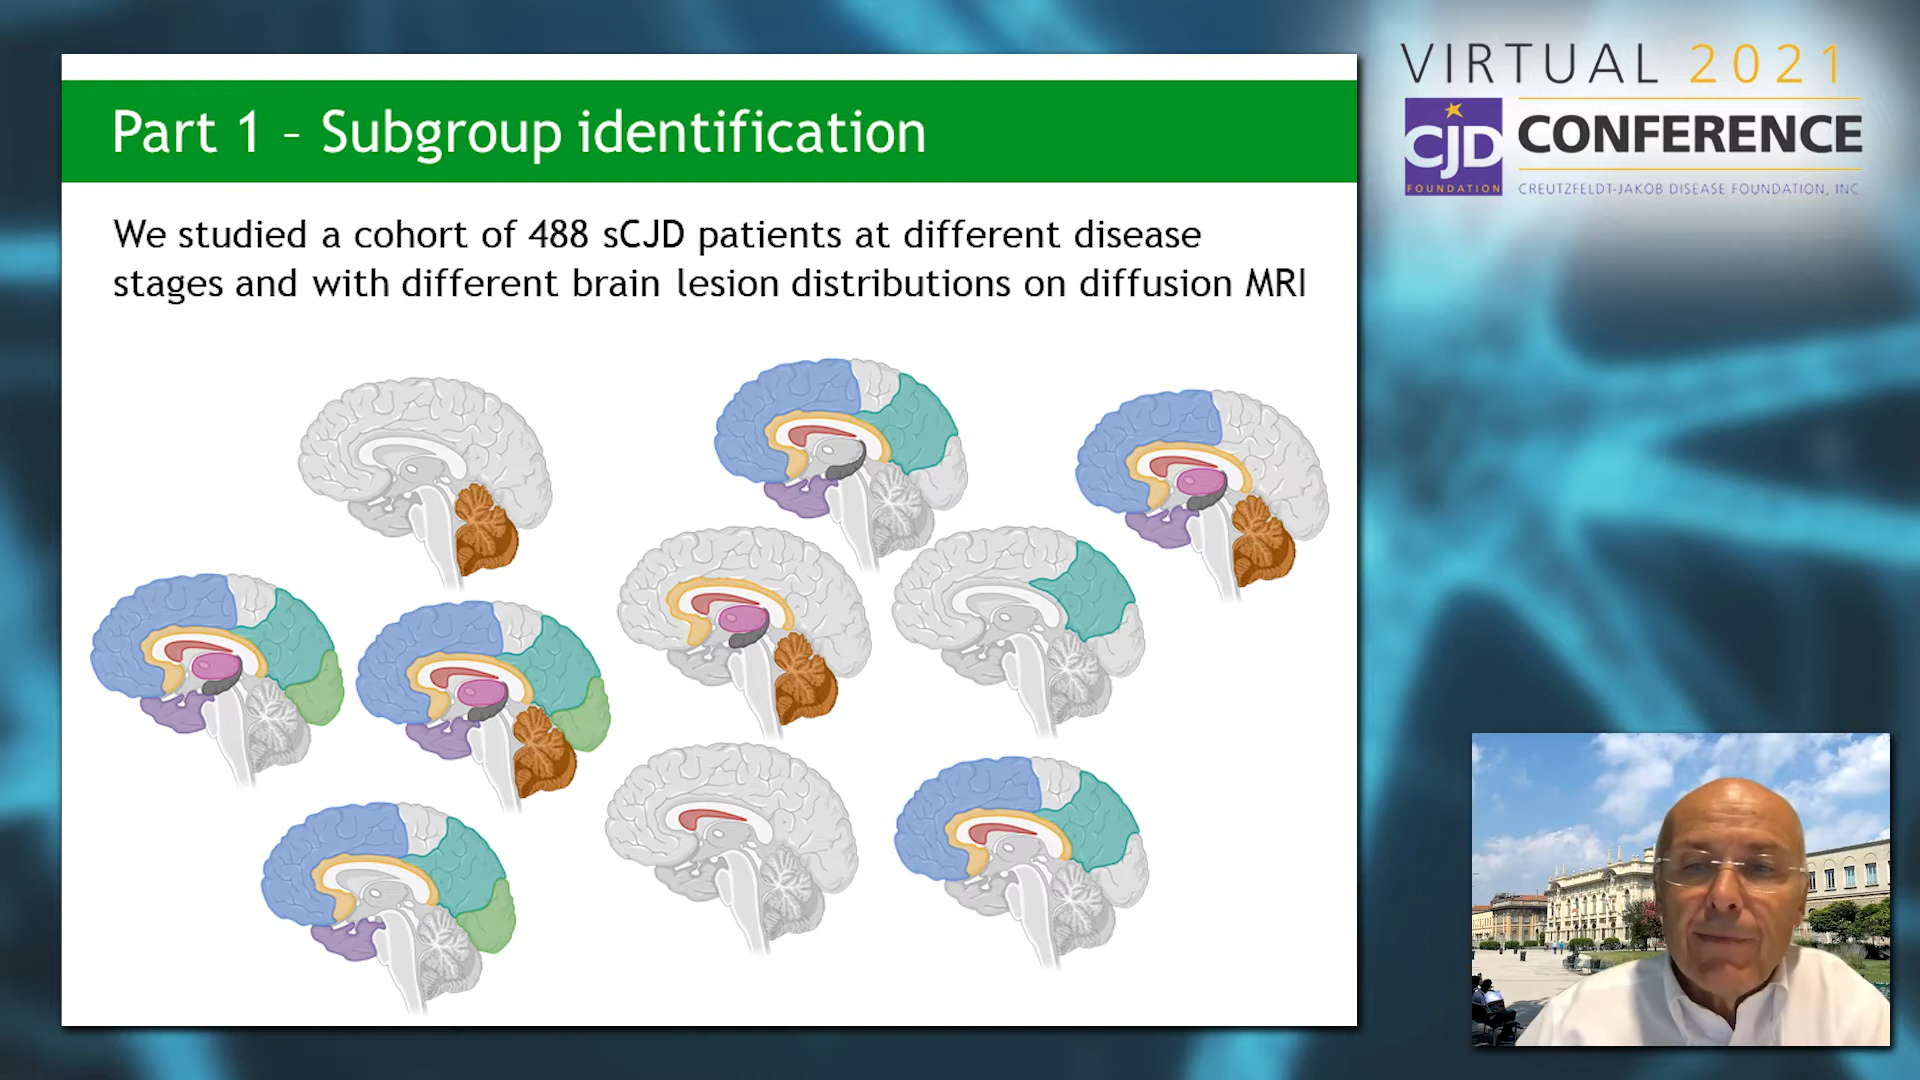 Part 1 – Subgroup identification
We studied a cohort of 488 sCJD patients at different disease
stages and with different brain lesion distributions on diffusion MRI
VIRTUAL 2021
CJD
FOUNDATION
CONFERENCE
CREUTZFELDT-JAKOB DISEASE FOUNDATION, INC